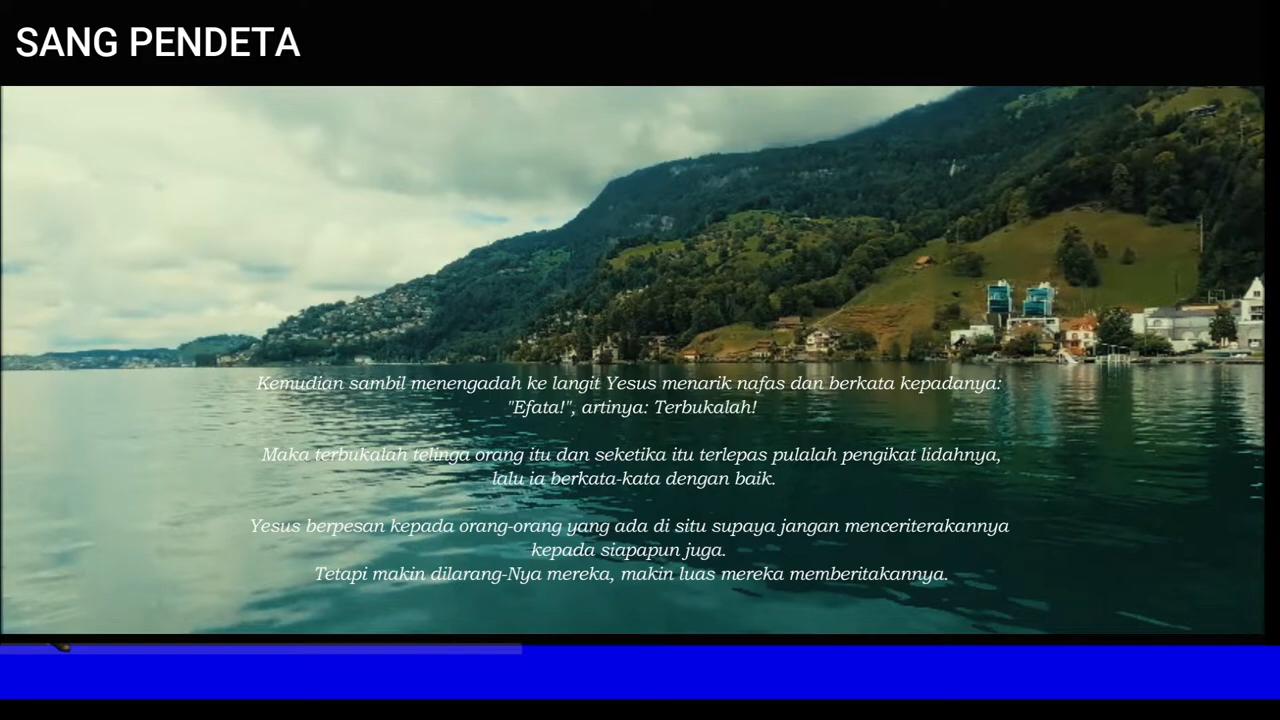 SANG PENDETA
Kemudian sambil menengadah ke langit Yesus menarik nafas dan berkata kepadanya:
"Efata!", artinya: Terbukalah!
Maka terbukalah telinga orang itu dan seketika itu terlepas pulalah pengikat lidahnya,
lalu ia berkata-kata dengan baik.
Yesus berpesan kepada orang-orang yang ada di situ supaya jangan menceriterakannya
kepada siapapun juga.
Tetapi makin dilarang-Nya mereka, makin luas mereka memberitakannya.